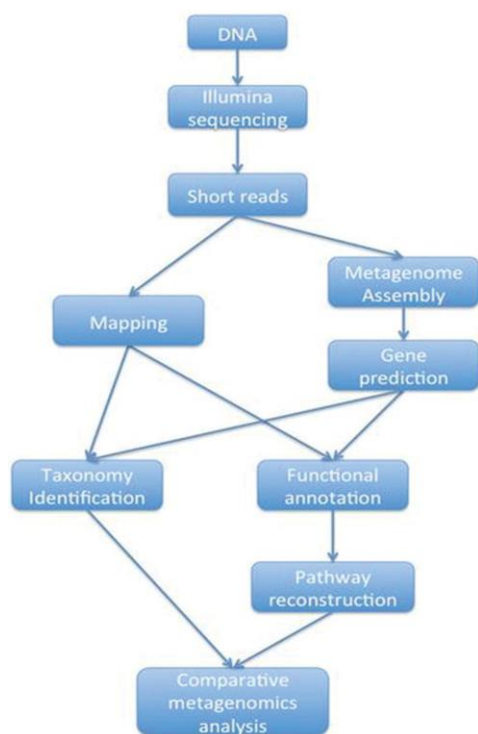 DNA
Illumina
sequencing
Short reads
Metagenome
Assembly
Mapping
Gene
prediction
Taxonomy
Identification
Functional
annotation
Pathway
reconstruction
Comparative
metagenomics
analysis